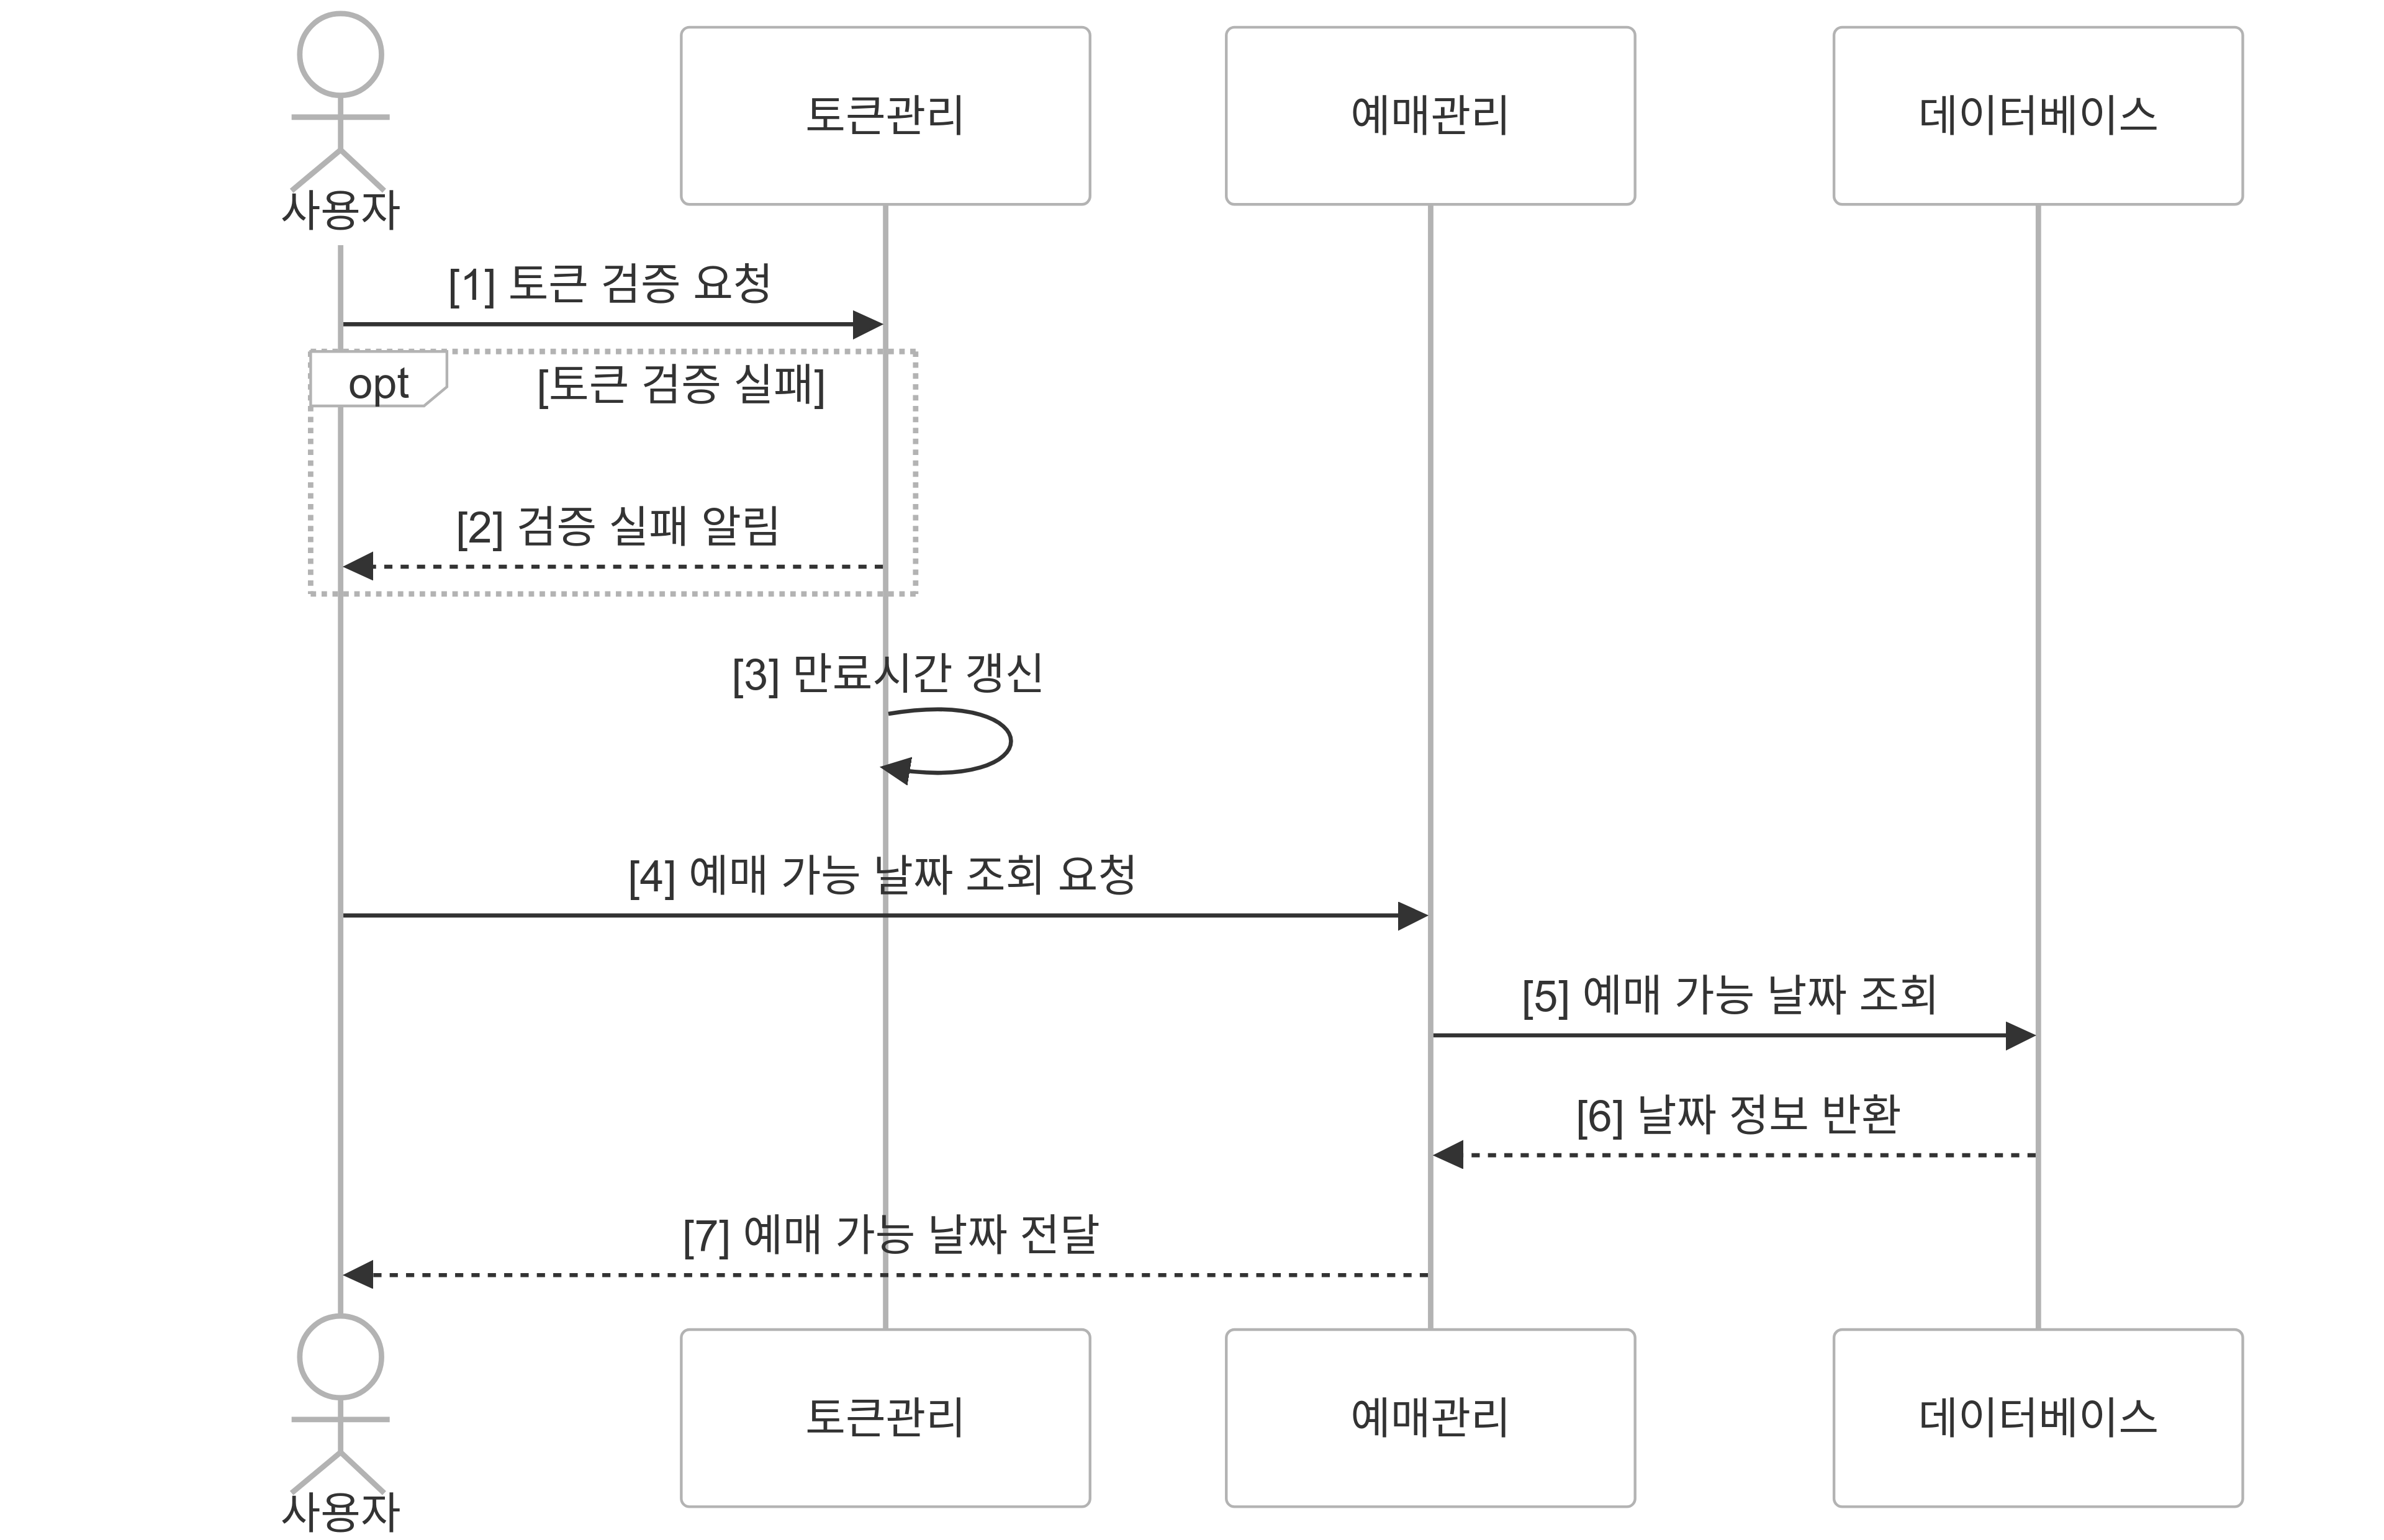 사용자
토큰관리
예매관리
데이터베이스
[1] 토큰 검증 요청
opt
[토큰 검증 실패]
[2] 검증 실패 알림
[3] 만료시간 갱신
[4] 예매 가능 날짜 조회 요청
[5] 예매 가능 날짜 조회
[6] 날짜 정보 반환
[7] 예매 가능 날짜 전달
사용자
토큰관리
예매관리
데이터베이스